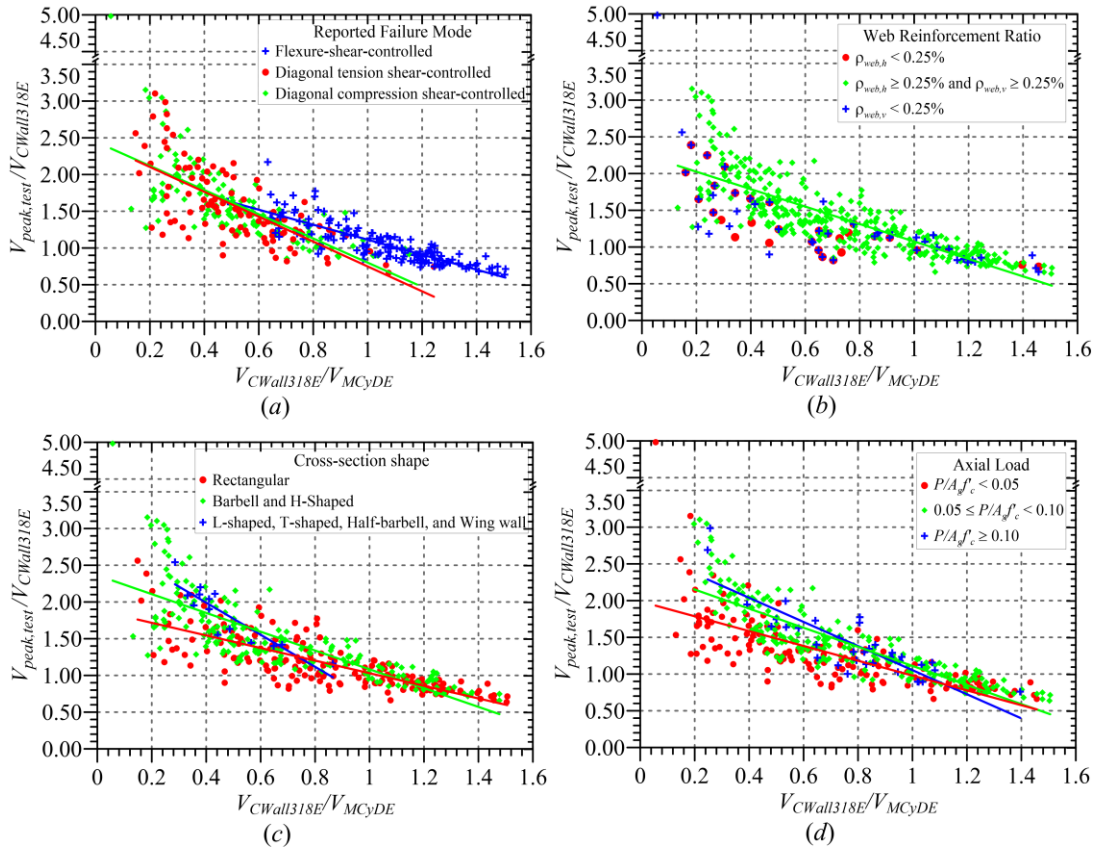 5.00
4.50
3.50
3.00
2.50
2.00
1.50
1.00
0.50
0.00
V_peak.test/V_CWall318E
Reported Failure Mode
Flexure-shear-controlled
Diagonal tension shear-controlled
Diagonal compression shear-controlled
0 0.2 0.4 0.6 0.8 1 1.2 1.4 1.6
V_CWall318E/V_MCyDE
(a)
5.00
4.50
3.50
3.00
2.50
2.00
1.50
1.00
0.50
0.00
V_peak.test/V_CWall318E
Web Reinforcement Ratio
ρ_web,h < 0.25%
ρ_web,h ≥ 0.25% and ρ_web,v ≥ 0.25%
ρ_web,v < 0.25%
0 0.2 0.4 0.6 0.8 1 1.2 1.4 1.6
V_CWall318E/V_MCyDE
(b)
5.00
4.50
3.50
3.00
2.50
2.00
1.50
1.00
0.50
0.00
V_peak.test/V_CWall318E
Cross-section shape
Rectangular
Barbell and H-Shaped
L-shaped, T-shaped, Half-barbell, and Wing wall
0 0.2 0.4 0.6 0.8 1 1.2 1.4 1.6
V_CWall318E/V_MCyDE
(c)
5.00
4.50
3.50
3.00
2.50
2.00
1.50
1.00
0.50
0.00
V_peak.test/V_CWall318E
Axial Load
P/A_g f'_c < 0.05
0.05 ≤ P/A_g f'_c < 0.10
P/A_g f'_c ≥ 0.10
0 0.2 0.4 0.6 0.8 1 1.2 1.4 1.6
V_CWall318E/V_MCyDE
(d)